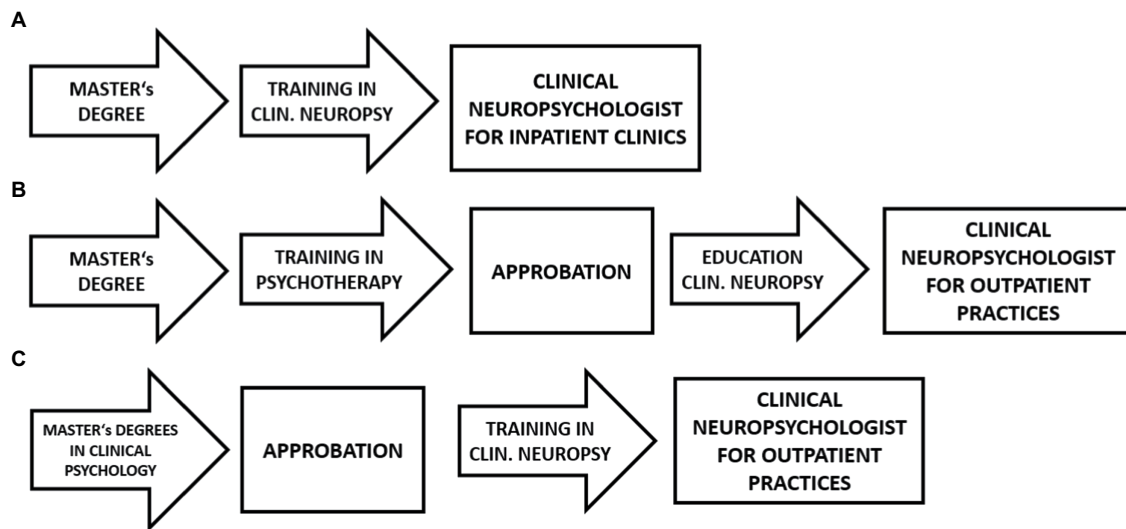 A
MASTER‘s
DEGREE
TRAINING IN
CLIN. NEUROPSY
CLINICAL
NEUROPSYCHOLOGIST
FOR INPATIENT CLINICS
B
MASTER‘s
DEGREE
TRAINING IN
PSYCHOTHERAPY
APPROBATION
EDUCATION
CLIN. NEUROPSY
CLINICAL
NEUROPSYCHOLOGIST
FOR OUTPATIENT
PRACTICES
C
MASTER‘s DEGREES
IN CLINICAL
PSYCHOLOGY
APPROBATION
TRAINING IN
CLIN. NEUROPSY
CLINICAL
NEUROPSYCHOLOGIST
FOR OUTPATIENT
PRACTICES